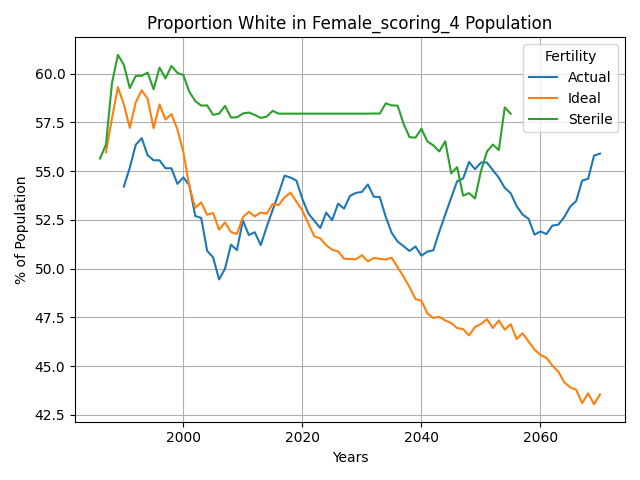 Proportion White in Female_scoring_4 Population
Fertility
Actual
Ideal
Sterile
% of Population
60.0
57.5
55.0
52.5
50.0
47.5
45.0
42.5
2000
2020
2040
2060
Years